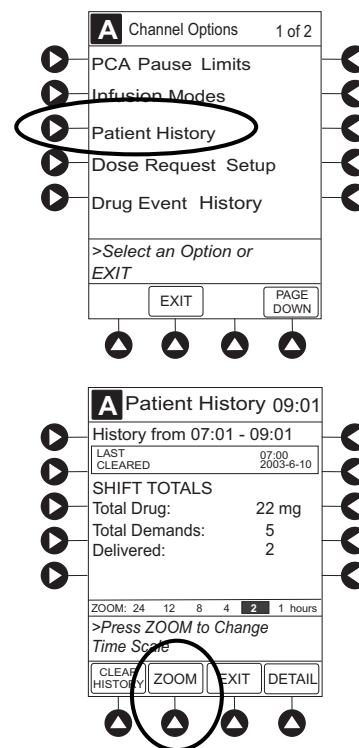 A Channel Options 1 of 2
PCA Pause Limits
Infusion Modes
Patient History
Dose Request Setup
Drug Event History
>Select an Option or
EXIT
EXIT
PAGE
DOWN
A Patient History 09:01
History from 07:01 - 09:01
LAST
CLEARED
07:00
2003-6-10
SHIFT TOTALS
Total Drug: 22 mg
Total Demands: 5
Delivered: 2
ZOOM: 24 12 8 4 2 1 hours
>Press ZOOM to Change
Time Scale
CLEAR
HISTORY
ZOOM
EXIT
DETAIL